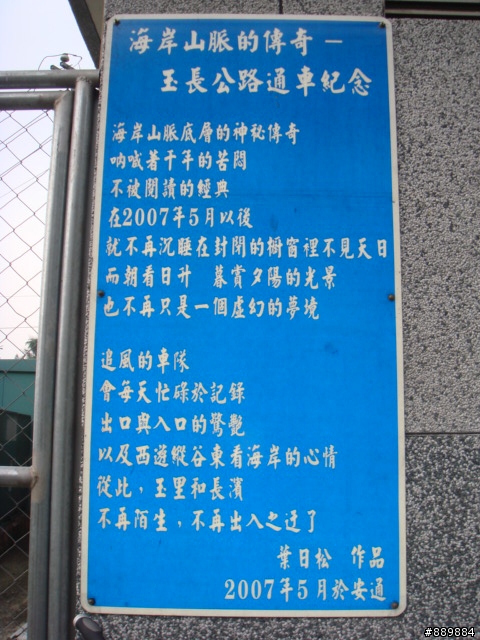 海岸山脈的傳奇－
玉長公路通車紀念
海岸山脈底層的神祕傳奇
吶喊著千年的苦悶
不被閱讀的經典
在2007年5月以後
就不再沉睡在封閉的櫥窗裡不見天日
而朝看日升　暮賞夕陽的光景
也不再只是一個虛幻的夢境
追風的車隊
會每天忙碌於記錄
出口與入口的驚艷
以及西遊縱谷東看海岸的心情
從此，玉里和長濱
不再陌生，不再出入之迂了
葉日松　作品
2007年5月於安通
#889884